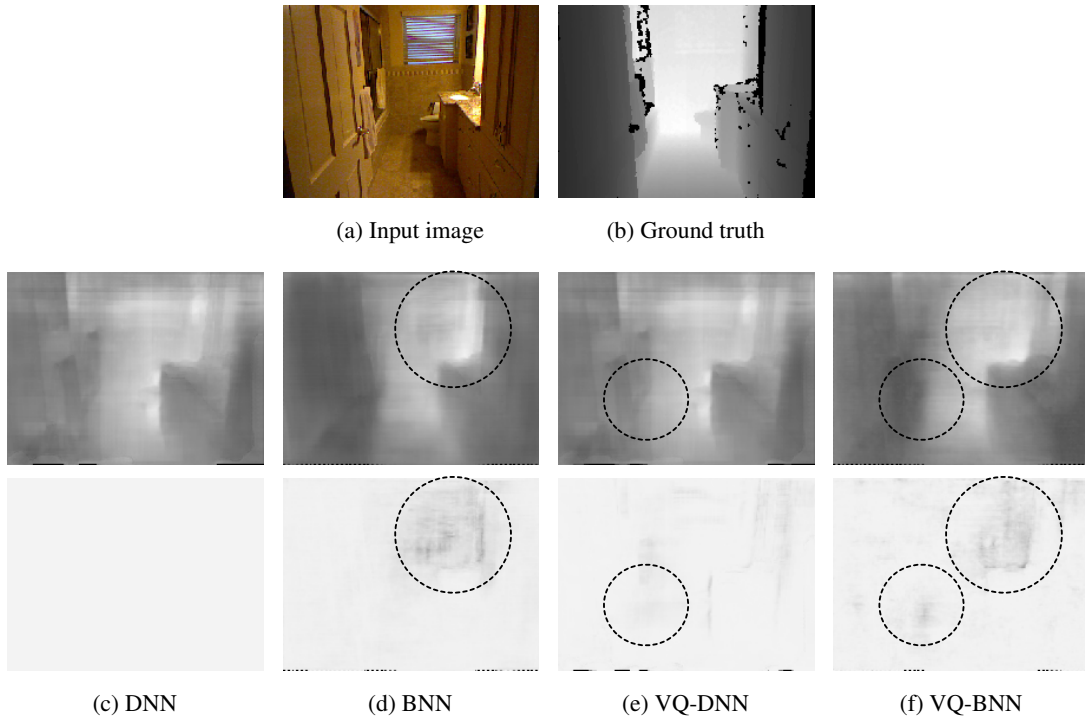 (a) Input image
(b) Ground truth
(c) DNN
(d) BNN
(e) VQ-DNN
(f) VQ-BNN